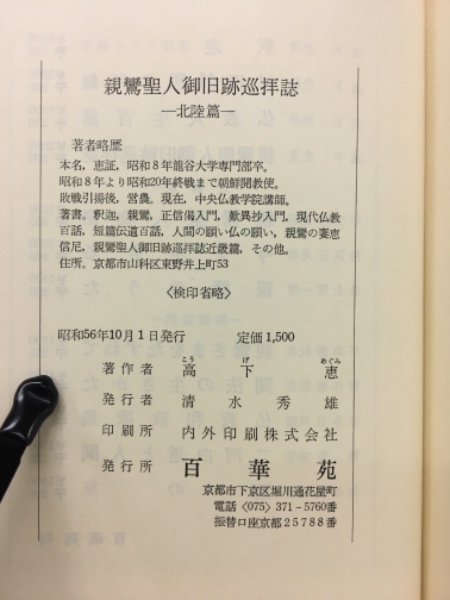 親鸞聖人御旧跡巡拝誌
―北陸篇―
著者略歴
本名，恵証，昭和8年龍谷大学専門部卒。
昭和8年より昭和20年終戦まで朝鮮開教使。
敗戦引揚後，営農。現在，中央仏教学院講師。
著書。釈迦，親鸞，正信偈入門，歎異抄入門，現代仏教
百話，短篇伝道百話，人間の願い仏の願い，親鸞の妻恵
信尼，親鸞聖人御旧跡巡拝誌近畿篇，その他。
住所。京都市山科区東野井上町53
〈検印省略〉
昭和56年10月1日発行 定価1,500
こう げ めぐみ
著作者 高下恵
発行者 清水秀雄
印刷所 内外印刷株式会社
発行所 百華苑
京都市下京区堀川通花屋町
電話〈075〉371－5760番
振替口座京都25788番